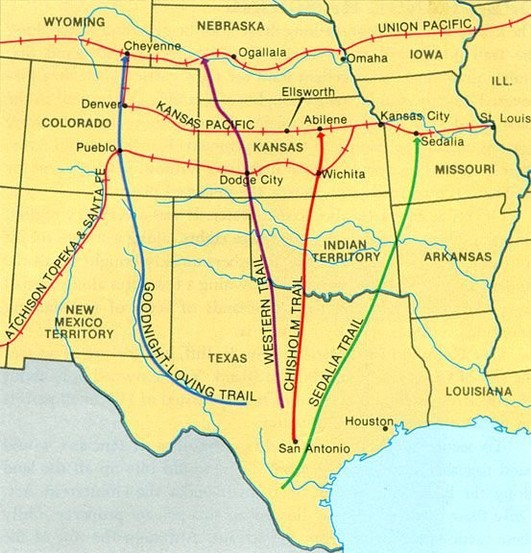 WYOMING
NEBRASKA
UNION PACIFIC
Cheyenne
Ogallala
Omaha
IOWA
ILL.
Ellsworth
Denver
KANSAS PACIFIC
Abilene
Kansas City
St. Louis
COLORADO
Sedalia
Pueblo
KANSAS
MISSOURI
Dodge City
Wichita
ATCHISON TOPEKA & SANTA FE
INDIAN
TERRITORY
ARKANSAS
NEW
MEXICO
TERRITORY
GOODNIGHT-LOVING TRAIL
WESTERN TRAIL
CHISHOLM TRAIL
SEDALIA TRAIL
TEXAS
LOUISIANA
Houston
San Antonio